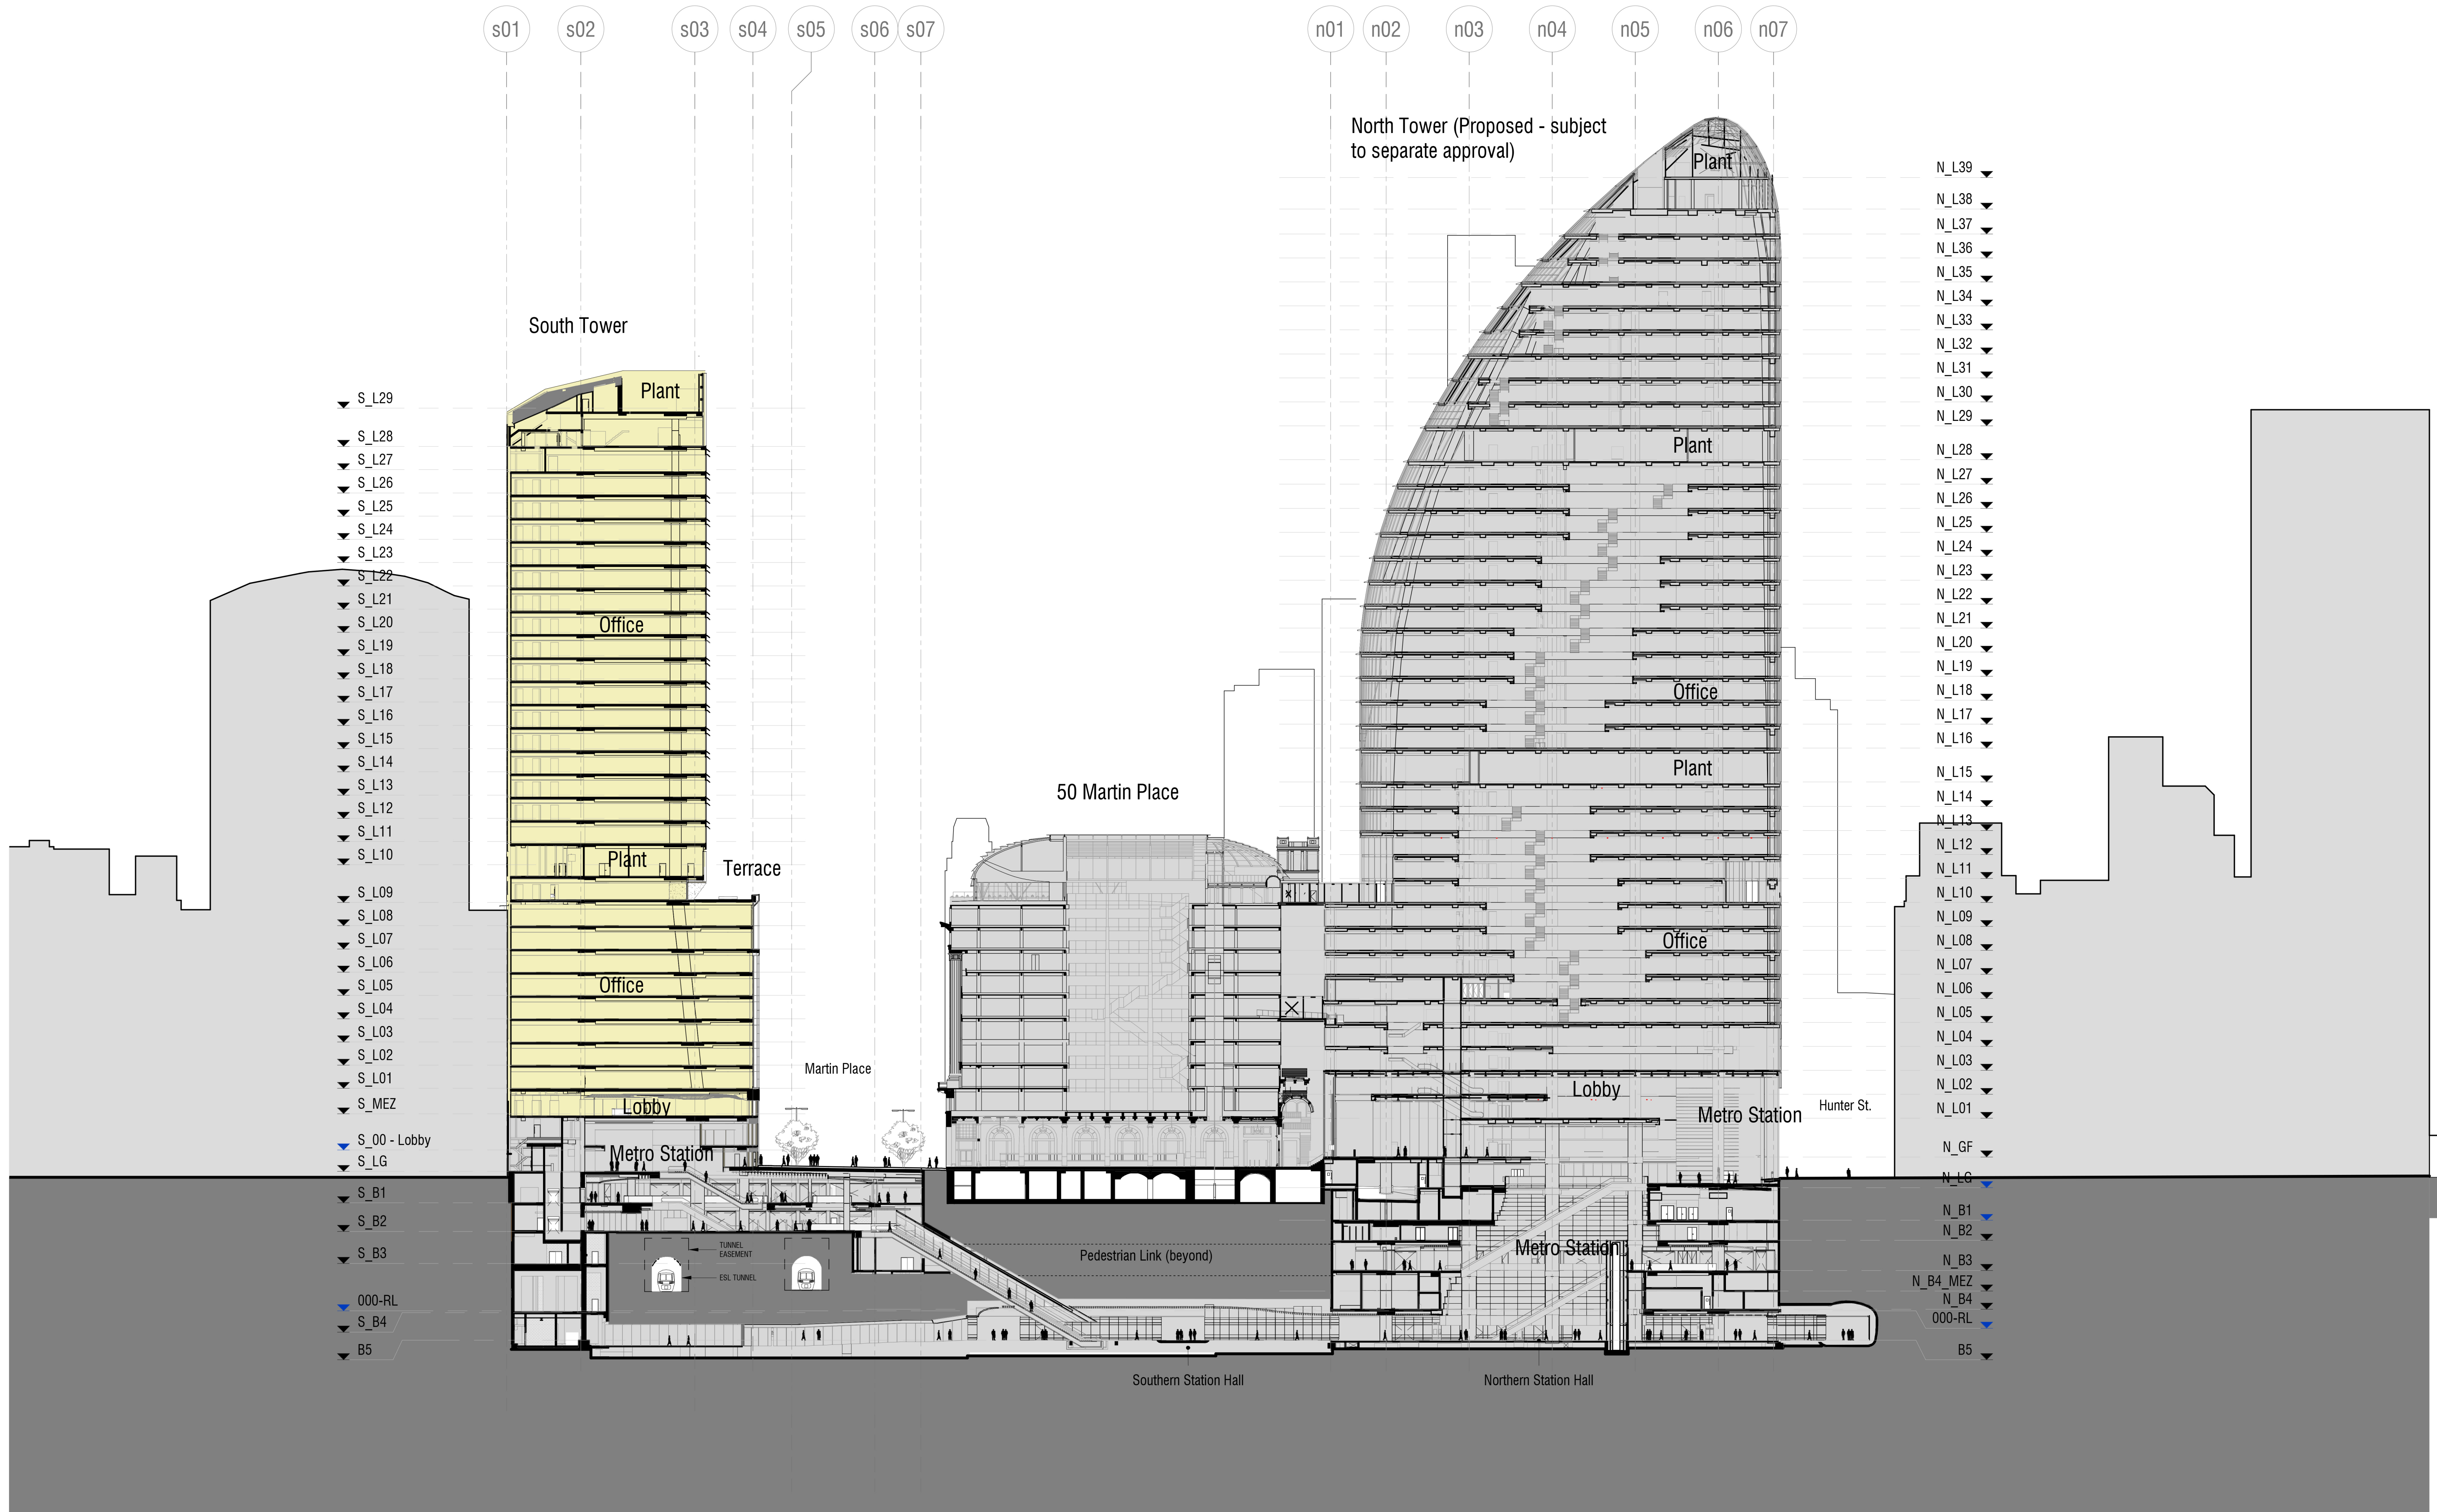 s01 s02 s03 s04 s05 s06 s07 n01 n02 n03 n04 n05 n06 n07
North Tower (Proposed - subject
to separate approval)
Plant
South Tower
Plant
Office
Plant
Terrace
Office
Lobby
Metro Station
Martin Place
50 Martin Place
Plant
Office
Plant
Office
Lobby
Metro Station
Hunter St.
Metro Station
TUNNEL
EASEMENT
ESL TUNNEL
Pedestrian Link (beyond)
Southern Station Hall
Northern Station Hall
S_L29
S_L28
S_L27
S_L26
S_L25
S_L24
S_L23
S_L22
S_L21
S_L20
S_L19
S_L18
S_L17
S_L16
S_L15
S_L14
S_L13
S_L12
S_L11
S_L10
S_L09
S_L08
S_L07
S_L06
S_L05
S_L04
S_L03
S_L02
S_L01
S_MEZ
S_00 - Lobby
S_LG
S_B1
S_B2
S_B3
000-RL
S_B4
B5
N_L39
N_L38
N_L37
N_L36
N_L35
N_L34
N_L33
N_L32
N_L31
N_L30
N_L29
N_L28
N_L27
N_L26
N_L25
N_L24
N_L23
N_L22
N_L21
N_L20
N_L19
N_L18
N_L17
N_L16
N_L15
N_L14
N_L13
N_L12
N_L11
N_L10
N_L09
N_L08
N_L07
N_L06
N_L05
N_L04
N_L03
N_L02
N_L01
N_GF
N_LG
N_B1
N_B2
N_B3
N_B4_MEZ
N_B4
000-RL
B5